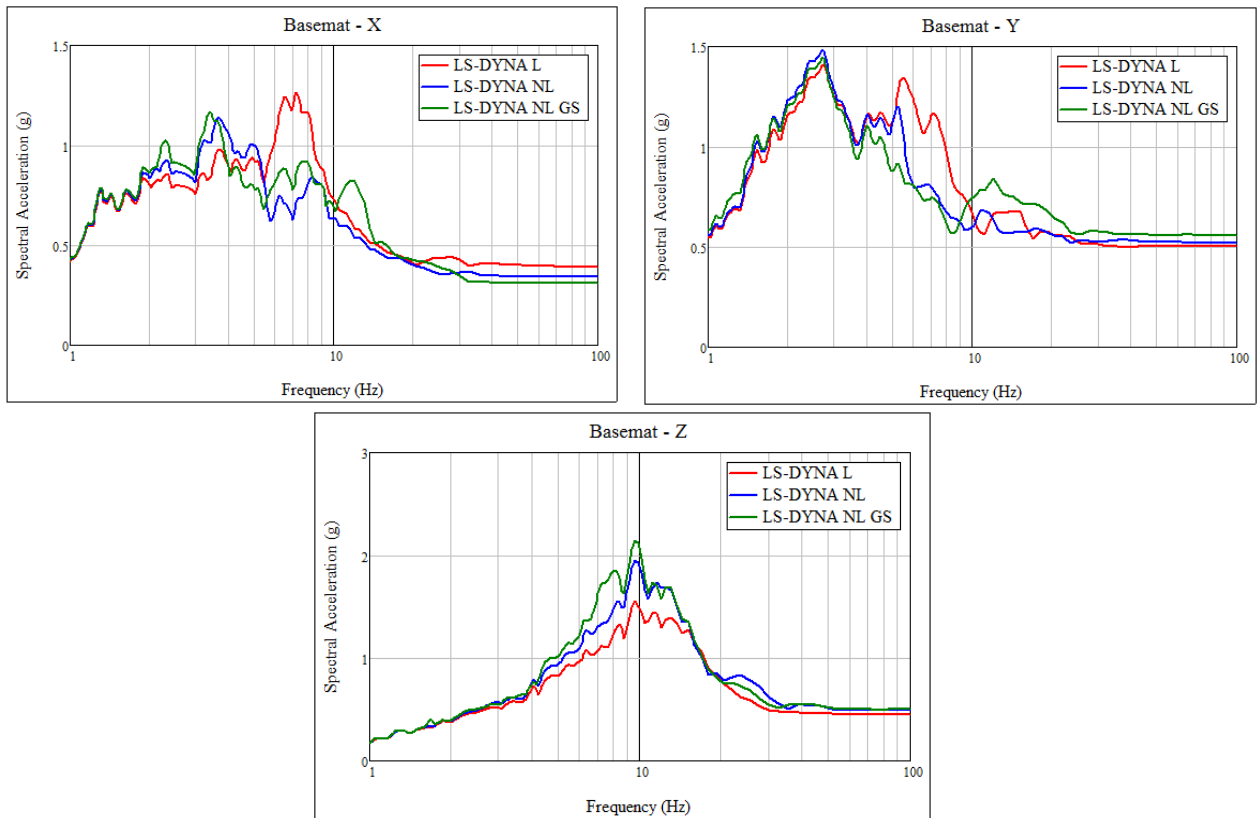 Basemat - X
1.5
1
0.5
0
Spectral Acceleration (g)
LS-DYNA L
LS-DYNA NL
LS-DYNA NL GS
1
10
100
Frequency (Hz)
Basemat - Y
1.5
1
0.5
0
Spectral Acceleration (g)
LS-DYNA L
LS-DYNA NL
LS-DYNA NL GS
1
10
100
Frequency (Hz)
Basemat - Z
3
2
1
0
Spectral Acceleration (g)
LS-DYNA L
LS-DYNA NL
LS-DYNA NL GS
1
10
100
Frequency (Hz)